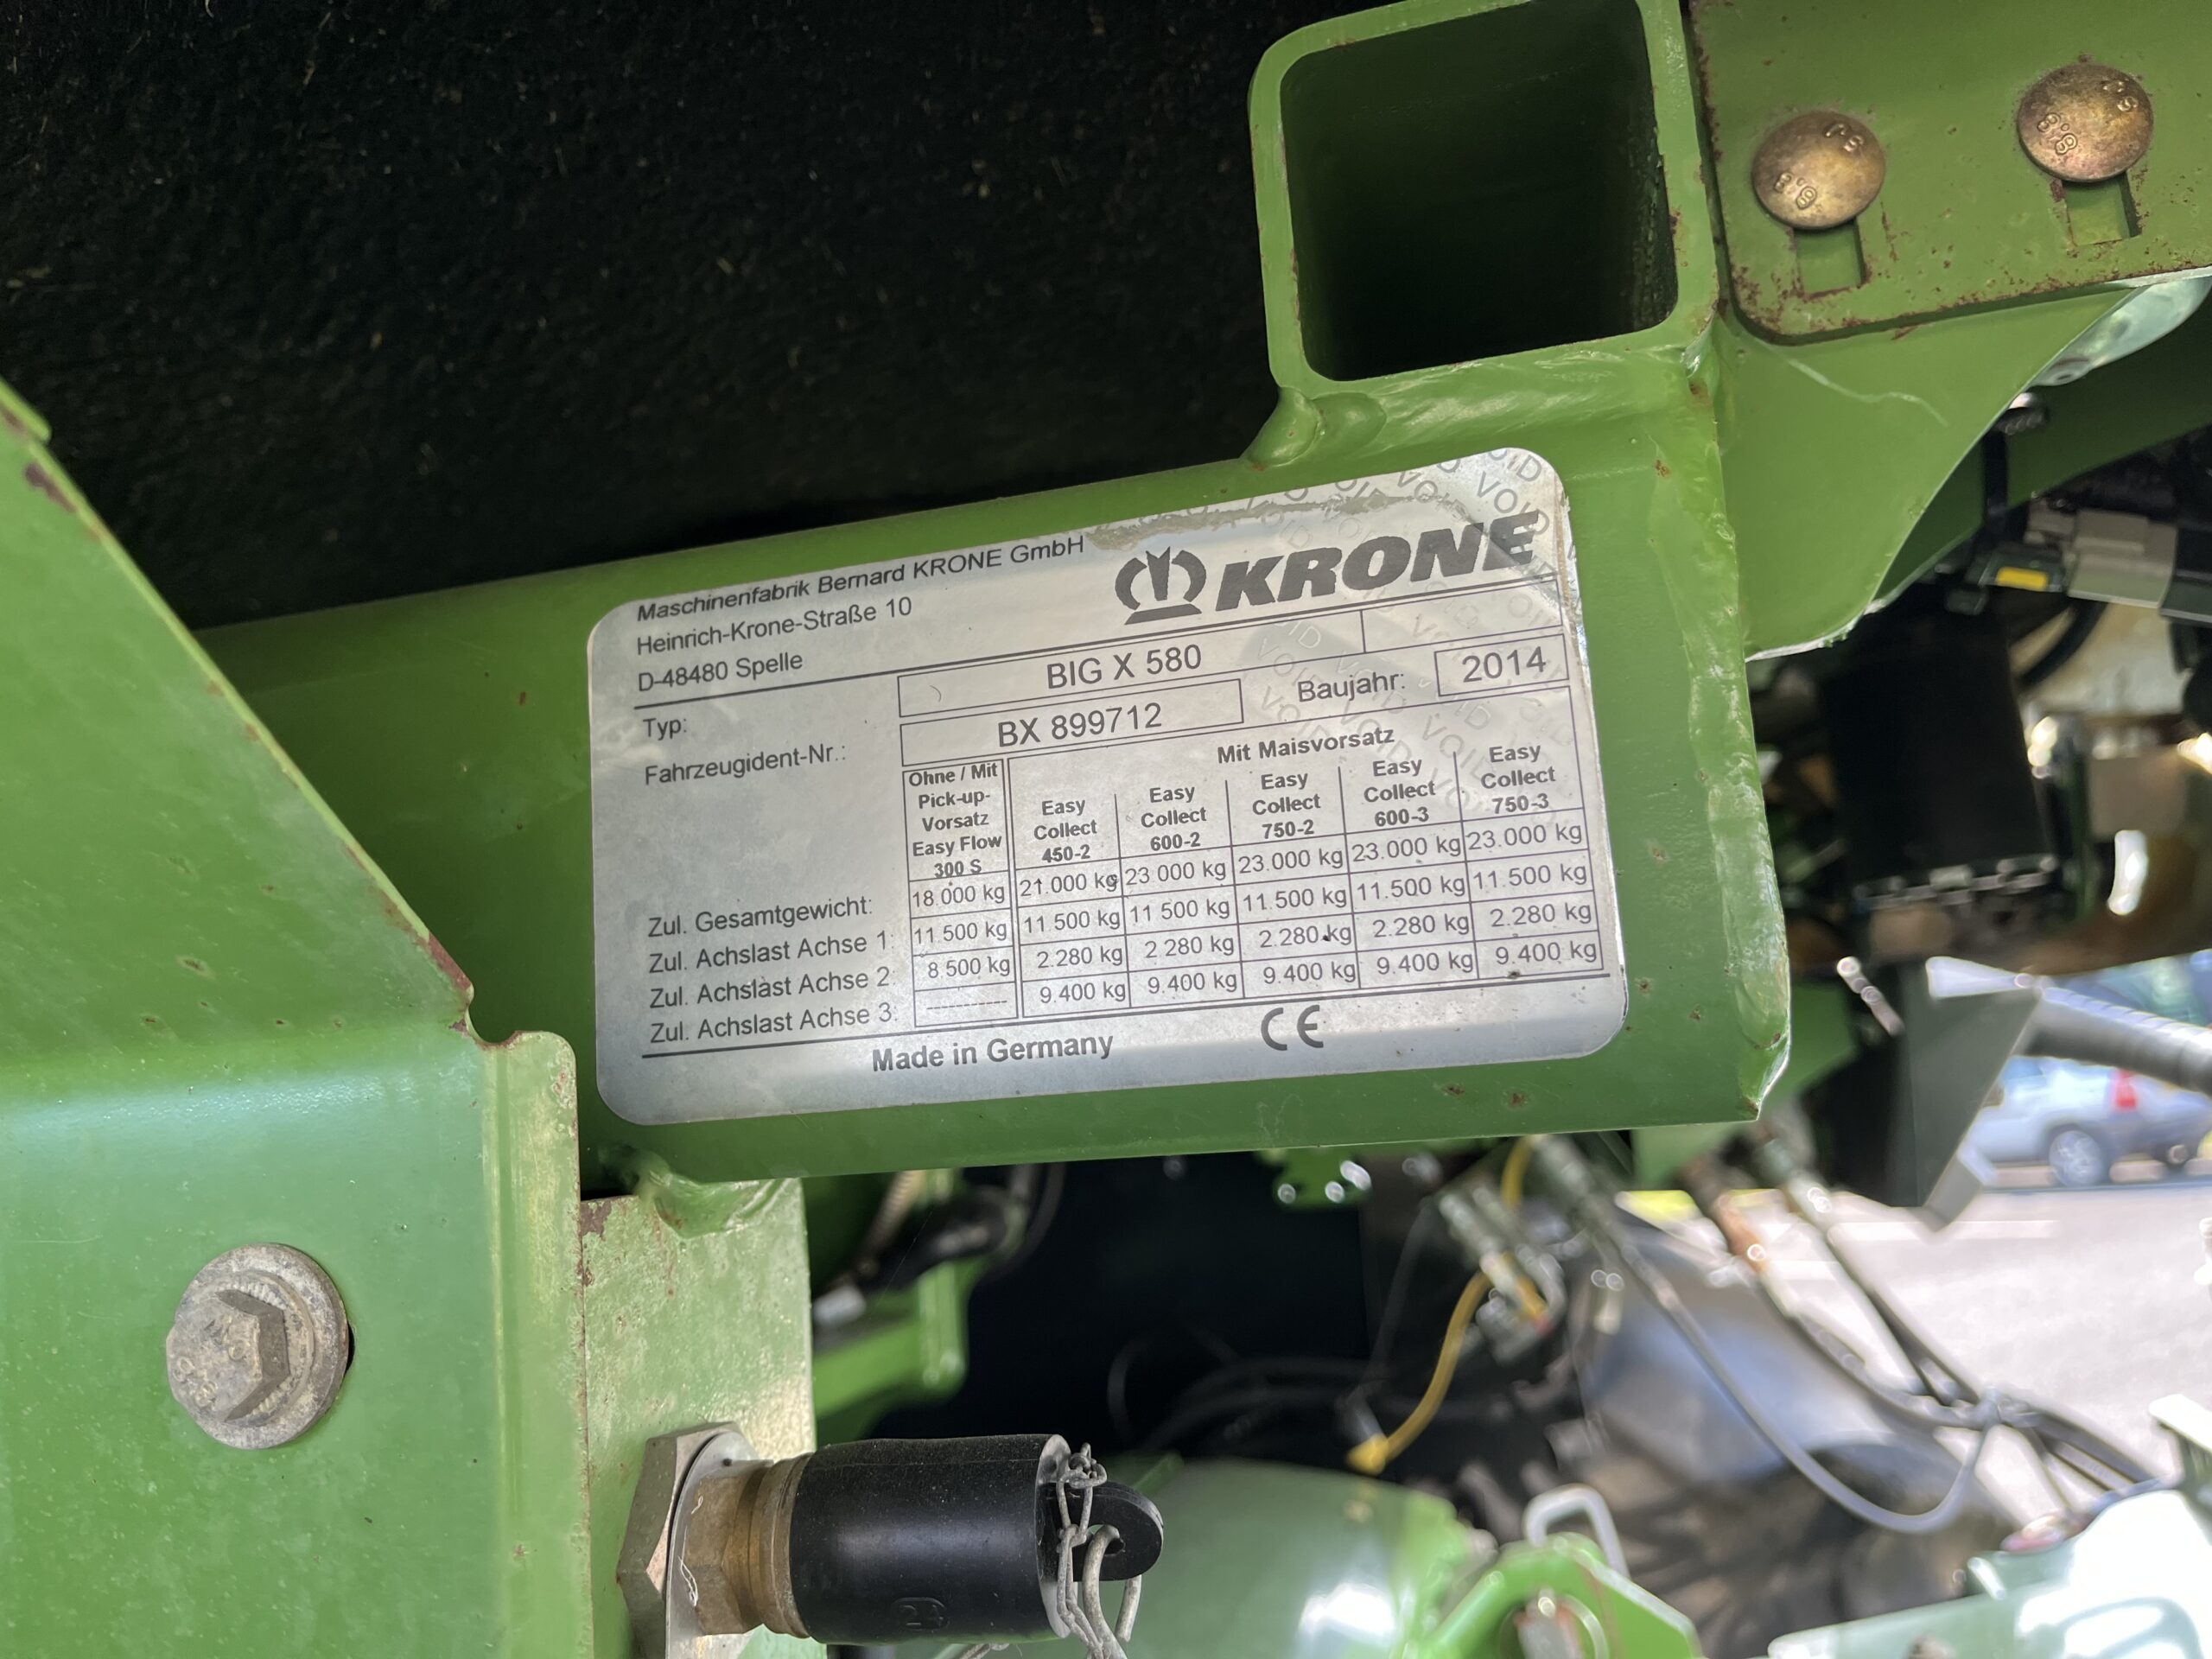 Maschinenfabrik Bernard KRONE GmbH
Heinrich-Krone-Straße 10
D-48480 Spelle
KRONE
Typ: BIG X 580
Fahrzeugident-Nr.: BX 899712 Baujahr: 2014
Ohne / Mit
Pick-up-
Vorsatz
Easy Flow
300 S
Mit Maisvorsatz
Easy Collect 450-2
Easy Collect 600-2
Easy Collect 750-2
Easy Collect 600-3
Easy Collect 750-3
Zul. Gesamtgewicht: 18.000 kg 21.000 kg 23 000 kg 23.000 kg 23.000 kg 23.000 kg
Zul. Achslast Achse 1: 11.500 kg 11 500 kg 11 500 kg 11.500 kg 11.500 kg 11.500 kg
Zul. Achslast Achse 2: 8.500 kg 2.280 kg 2 280 kg 2.280 kg 2.280 kg 2.280 kg
Zul. Achslast Achse 3: ------------ 9.400 kg 9.400 kg 9.400 kg 9.400 kg 9.400 kg
Made in Germany CE
VOID VOID VOID
8.8
8.8